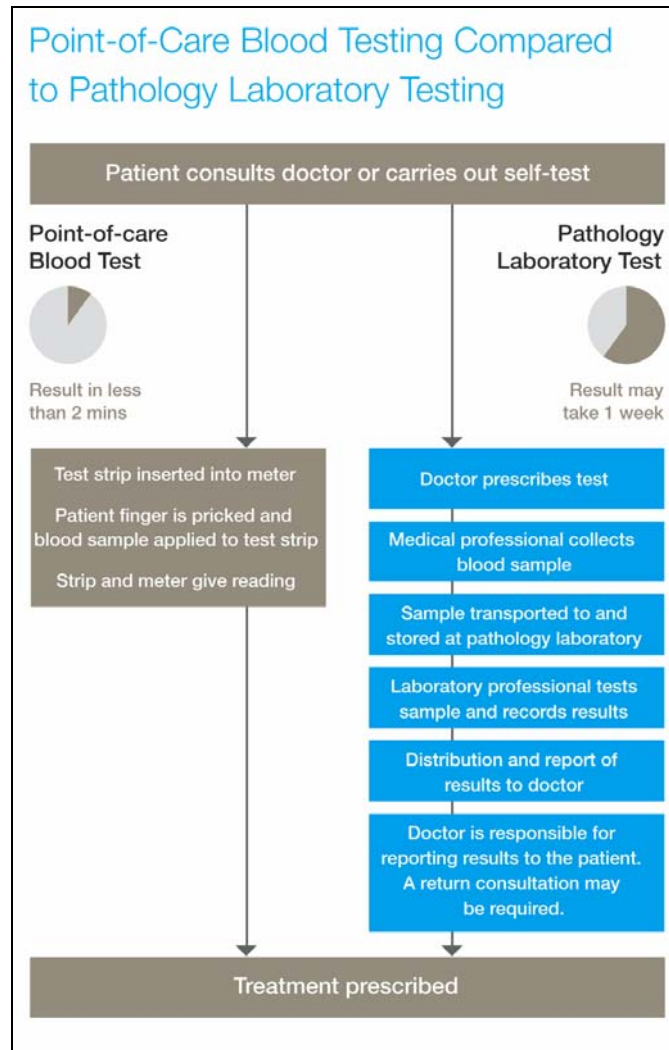 Point-of-Care Blood Testing Compared
to Pathology Laboratory Testing
Patient consults doctor or carries out self-test
Point-of-care
Blood Test
Result in less
than 2 mins
Pathology
Laboratory Test
Result may
take 1 week
Test strip inserted into meter
Patient finger is pricked and
blood sample applied to test strip
Strip and meter give reading
Doctor prescribes test
Medical professional collects
blood sample
Sample transported to and
stored at pathology laboratory
Laboratory professional tests
sample and records results
Distribution and report of
results to doctor
Doctor is responsible for
reporting results to the patient.
A return consultation may
be required.
Treatment prescribed